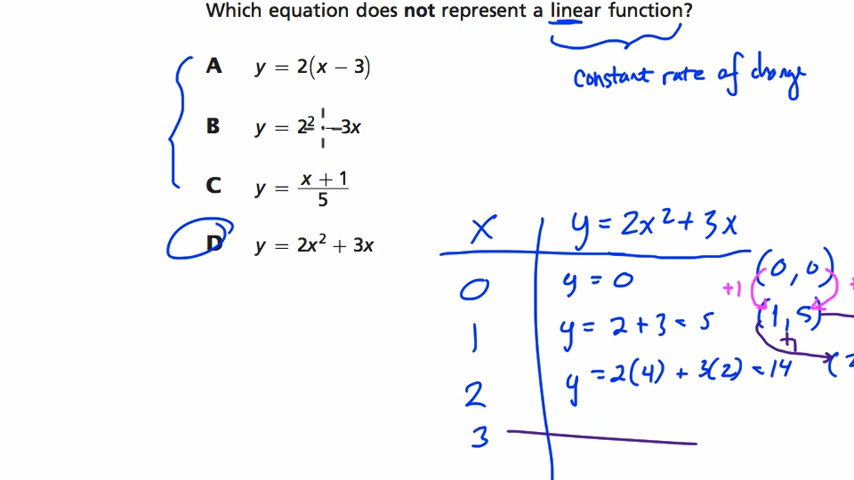 Which equation does not represent a linear function?
constant rate of change
A y = 2(x − 3)
B y = 2² − 3x
C y = x + 1 / 5
D y = 2x² + 3x
x y = 2x² + 3x
0 y = 0 (0, 0)
+1
1 y = 2 + 3 = 5 (1, 5)
2 y = 2(4) + 3(2) = 14 (2
3